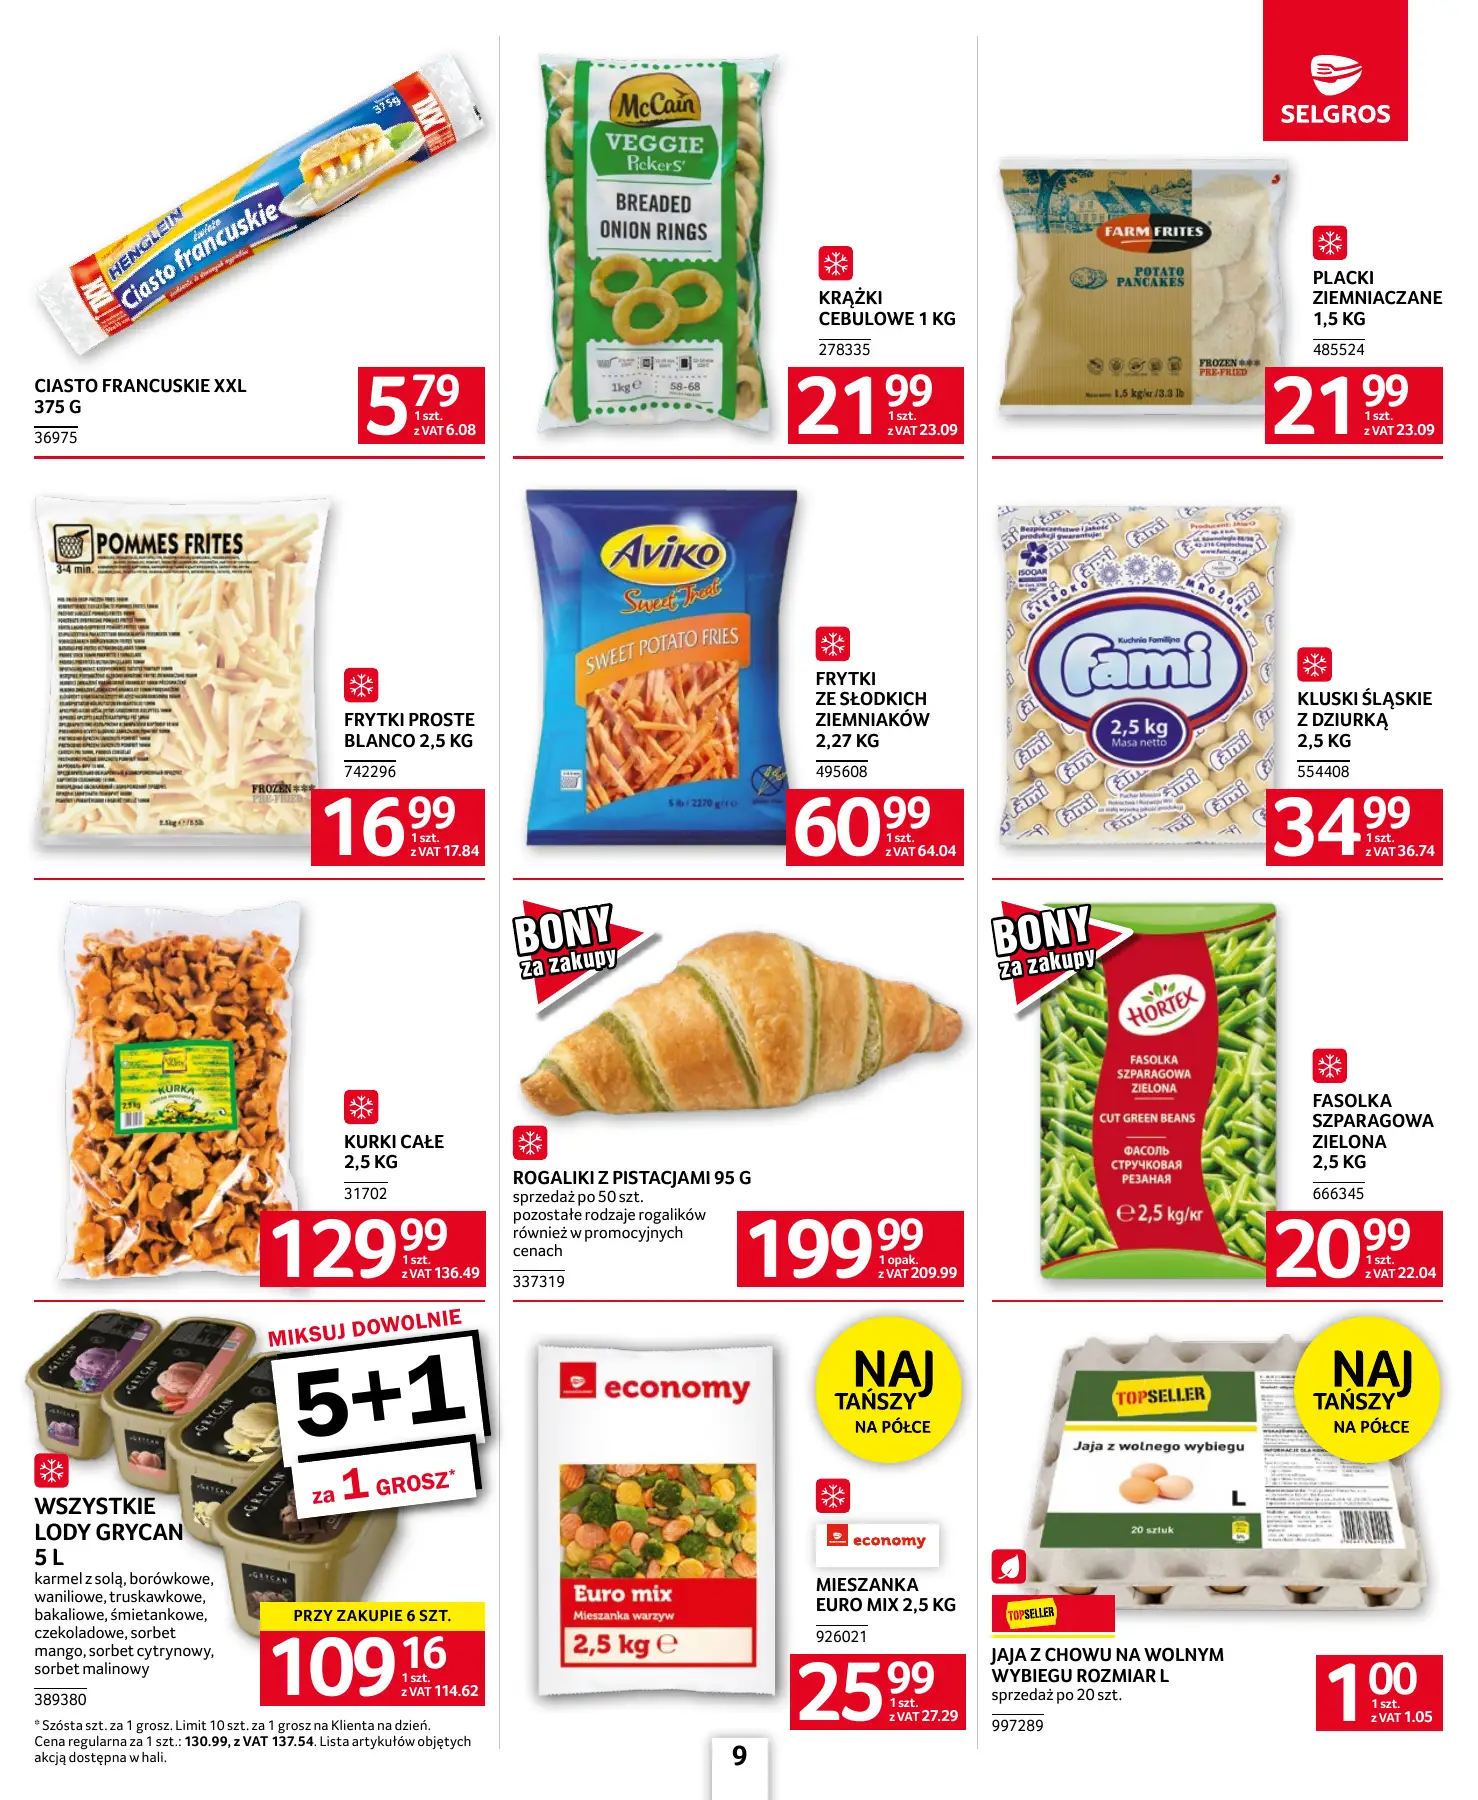 SELGROS
XXL
375g
HENGLEIN
świeże
Ciasto francuskie
XXL
CIASTO FRANCUSKIE XXL
375 G
36975
5 79
1 szt.
z VAT 6.08
McCain
VEGGIE
Pickers'
BREADED
ONION RINGS
1kg e
58-68
KRĄŻKI
CEBULOWE 1 KG
278335
21 99
1 szt.
z VAT 23.09
FARM FRITES
POTATO
PANCAKES
FROZEN
PRE-FRIED
1,5 kg/кг/3.3 lb
PLACKI
ZIEMNIACZANE
1,5 KG
485524
21 99
1 szt.
z VAT 23.09
POMMES FRITES
3-4 min.
FROZEN
PRE-FRIED
FRYTKI PROSTE
BLANCO 2,5 KG
742296
16 99
1 szt.
z VAT 17.84
Aviko
Sweet Treat
SWEET POTATO FRIES
5 lb / 2270 g
FRYTKI
ZE SŁODKICH
ZIEMNIAKÓW
2,27 KG
495608
60 99
1 szt.
z VAT 64.04
Bezpieczeństwo i jakość
produkcji gwarantuje:
ISOQAR
www.fami.net.pl
GŁĘBOKO MROŻONE
Kuchnia Familijna
fami
2,5 kg
Masa netto
KLUSKI ŚLĄSKIE
Z DZIURKĄ
2,5 KG
554408
34 99
1 szt.
z VAT 36.74
KURKA
2,5 kg
KURKI CAŁE
2,5 KG
31702
129 99
1 szt.
z VAT 136.49
BONY
za zakupy
ROGALIKI Z PISTACJAMI 95 G
sprzedaż po 50 szt.
pozostałe rodzaje rogalików
również w promocyjnych
cenach
337319
199 99
1 opak.
z VAT 209.99
BONY
za zakupy
HORTEX
FASOLKA
SZPARAGOWA
ZIELONA
CUT GREEN BEANS
ФАСОЛЬ
СТРУЧКОВАЯ
РЕЗАНАЯ
e 2,5 kg/кг
FASOLKA
SZPARAGOWA
ZIELONA
2,5 KG
666345
20 99
1 szt.
z VAT 22.04
MIKSUJ DOWOLNIE
5+1
za 1 GROSZ*
GRYCAN
GRYCAN
GRYCAN
GRYCAN
WSZYSTKIE
LODY GRYCAN
5 L
karmel z solą, borówkowe,
waniliowe, truskawkowe,
bakaliowe, śmietankowe,
czekoladowe, sorbet
mango, sorbet cytrynowy,
sorbet malinowy
389380
PRZY ZAKUPIE 6 SZT.
109 16
1 szt.
z VAT 114.62
* Szósta szt. za 1 grosz. Limit 10 szt. za 1 grosz na Klienta na dzień.
Cena regularna za 1 szt.: 130.99, z VAT 137.54. Lista artykułów objętych
akcją dostępna w hali.
economy
Euro mix
Mieszanka warzyw
2,5 kg e
NAJ
TAŃSZY
NA PÓŁCE
economy
MIESZANKA
EURO MIX 2,5 KG
926021
25 99
1 szt.
z VAT 27.29
TOPSELLER
Jaja z wolnego wybiegu
L
20 sztuk
NAJ
TAŃSZY
NA PÓŁCE
TOPSELLER
JAJA Z CHOWU NA WOLNYM
WYBIEGU ROZMIAR L
sprzedaż po 20 szt.
997289
1 00
1 szt.
z VAT 1.05
9